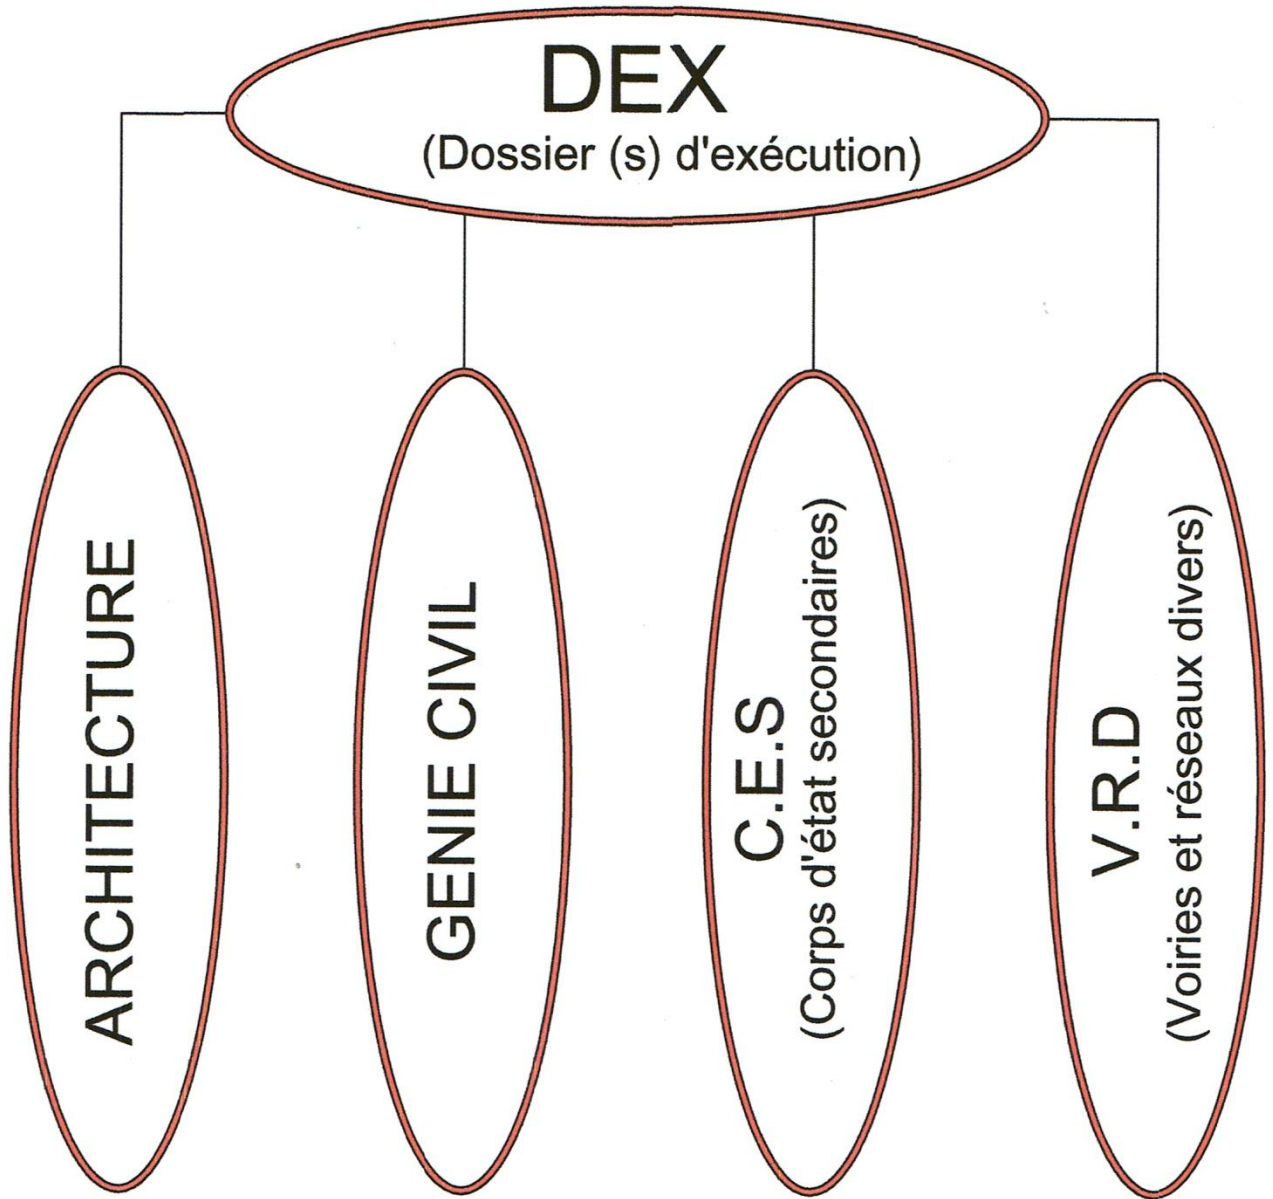 DEX
(Dossier (s) d'exécution)
ARCHITECTURE
GENIE CIVIL
C.E.S
(Corps d'état secondaires)
V.R.D
(Voiries et réseaux divers)